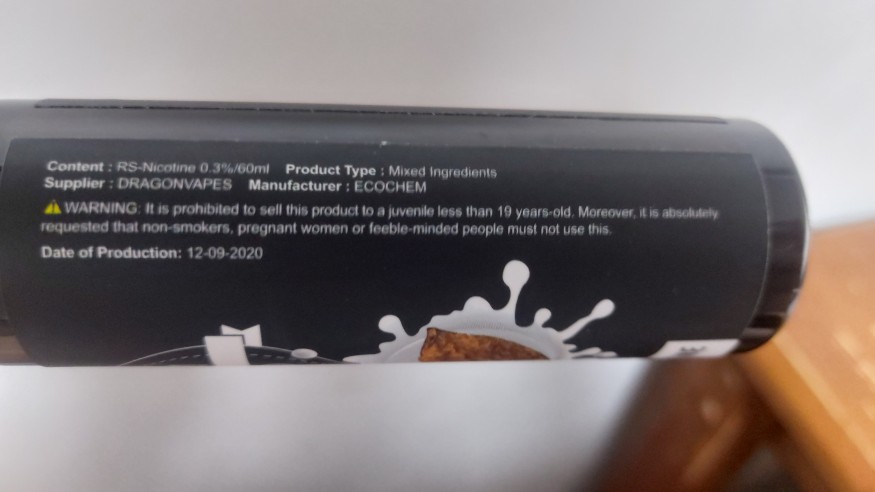 Content : RS-Nicotine 0.3%/60ml Product Type : Mixed Ingredients
Supplier : DRAGONVAPES Manufacturer : ECOCHEM
WARNING: It is prohibited to sell this product to a juvenile less than 19 years-old. Moreover, it is absolutely
requested that non-smokers, pregnant women or feeble-minded people must not use this.
Date of Production: 12-09-2020